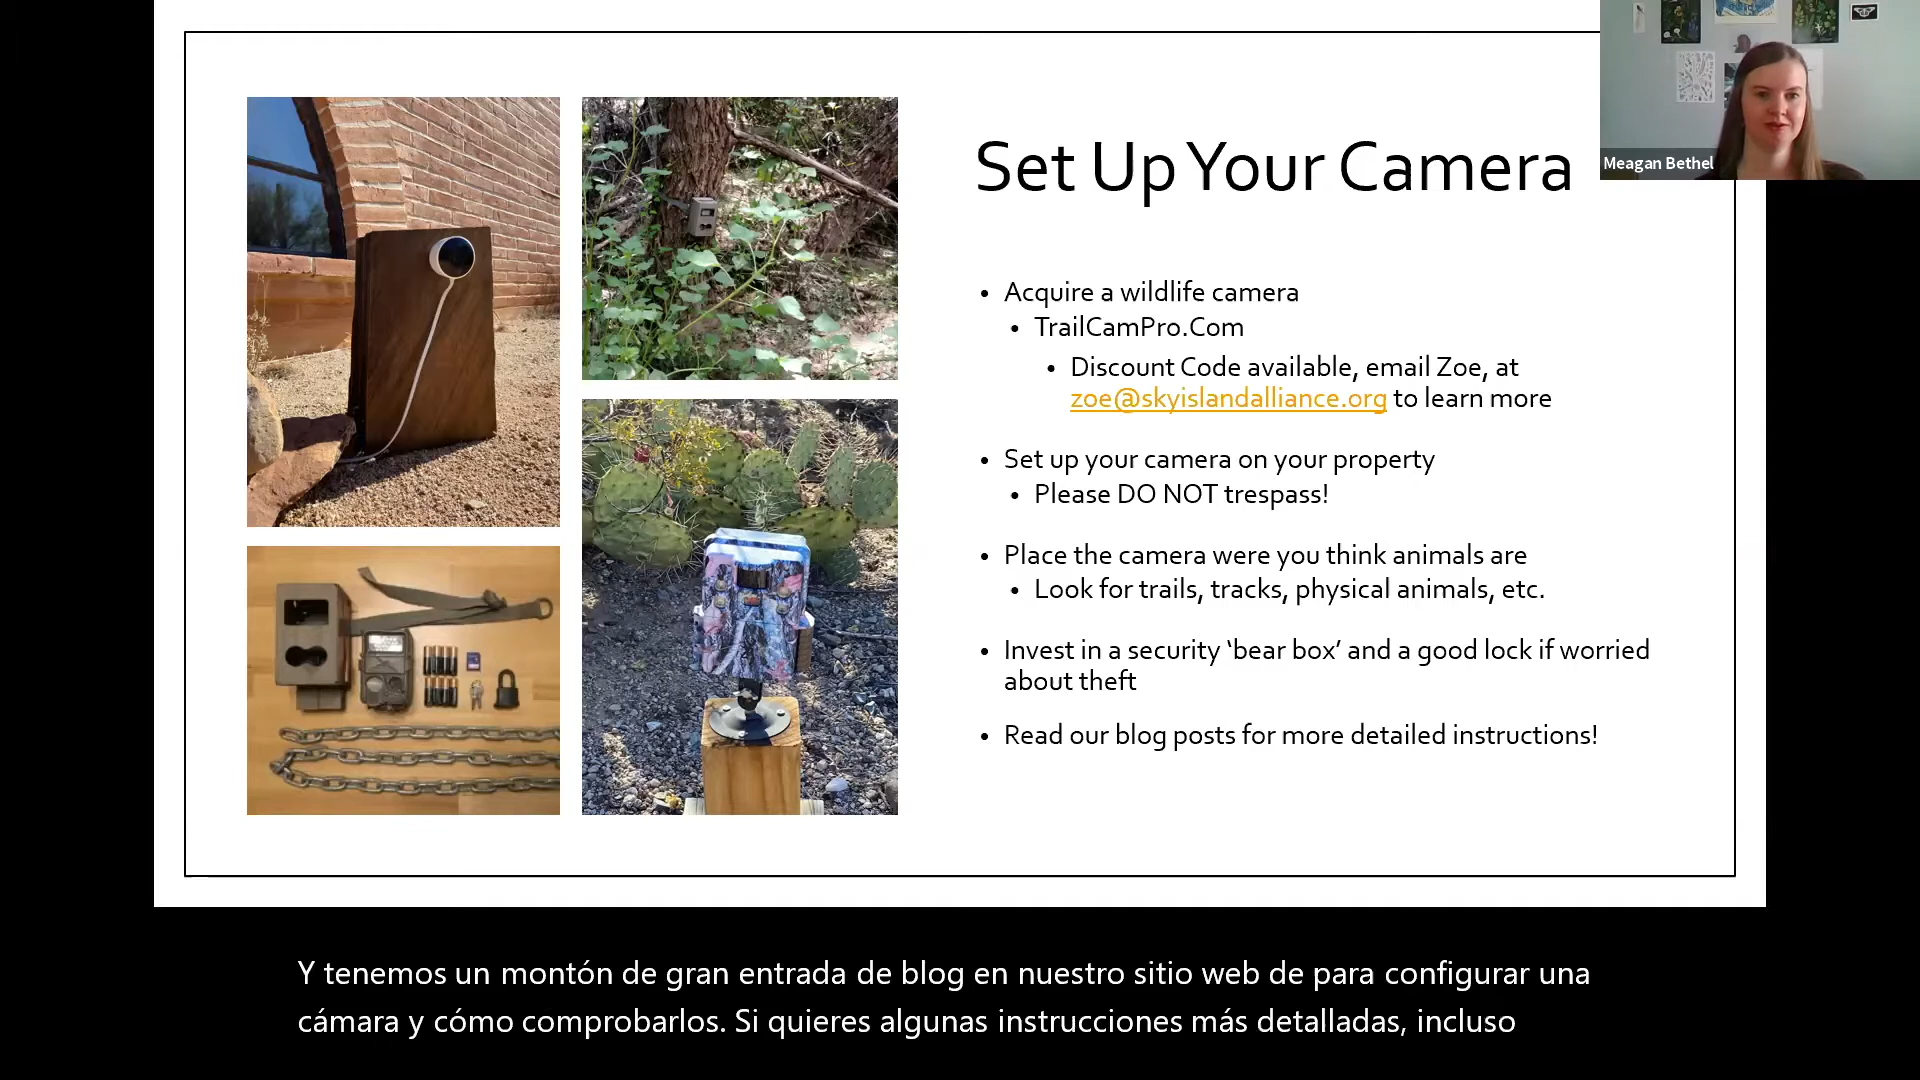 Set Up Your Camera
Meagan Bethel
• Acquire a wildlife camera
• TrailCamPro.Com
• Discount Code available, email Zoe, at
zoe@skyislandalliance.org to learn more
• Set up your camera on your property
• Please DO NOT trespass!
• Place the camera were you think animals are
• Look for trails, tracks, physical animals, etc.
• Invest in a security ‘bear box’ and a good lock if worried
about theft
• Read our blog posts for more detailed instructions!
Y tenemos un montón de gran entrada de blog en nuestro sitio web de para configurar una
cámara y cómo comprobarlos. Si quieres algunas instrucciones más detalladas, incluso